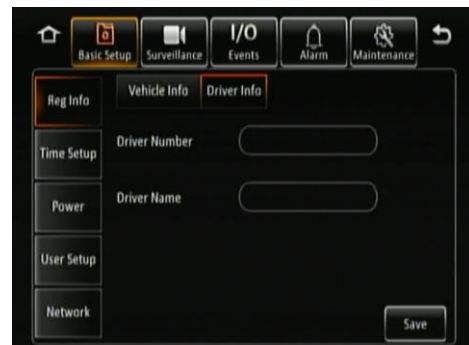 Basic Setup
Surveillance
I/O
Events
Alarm
Maintenance
Reg Info
Vehicle Info
Driver Info
Time Setup
Driver Number
Power
Driver Name
User Setup
Network
Save